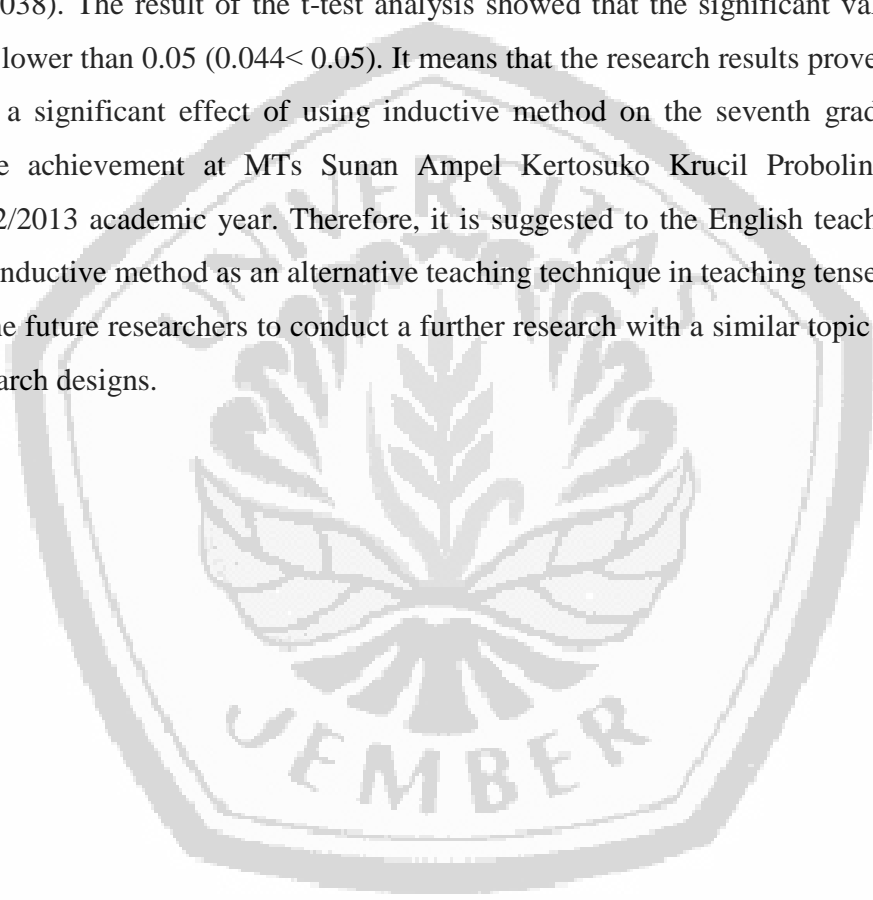 038). The result of the t-test analysis showed that the significant va
lower than 0.05 (0.044< 0.05). It means that the research results prove
a significant effect of using inductive method on the seventh grad
e achievement at MTs Sunan Ampel Kertosuko Krucil Probolin
2/2013 academic year. Therefore, it is suggested to the English teach
nductive method as an alternative teaching technique in teaching tense
ne future researchers to conduct a further research with a similar topic
arch designs.
UNIVERSITAS
JEMBER